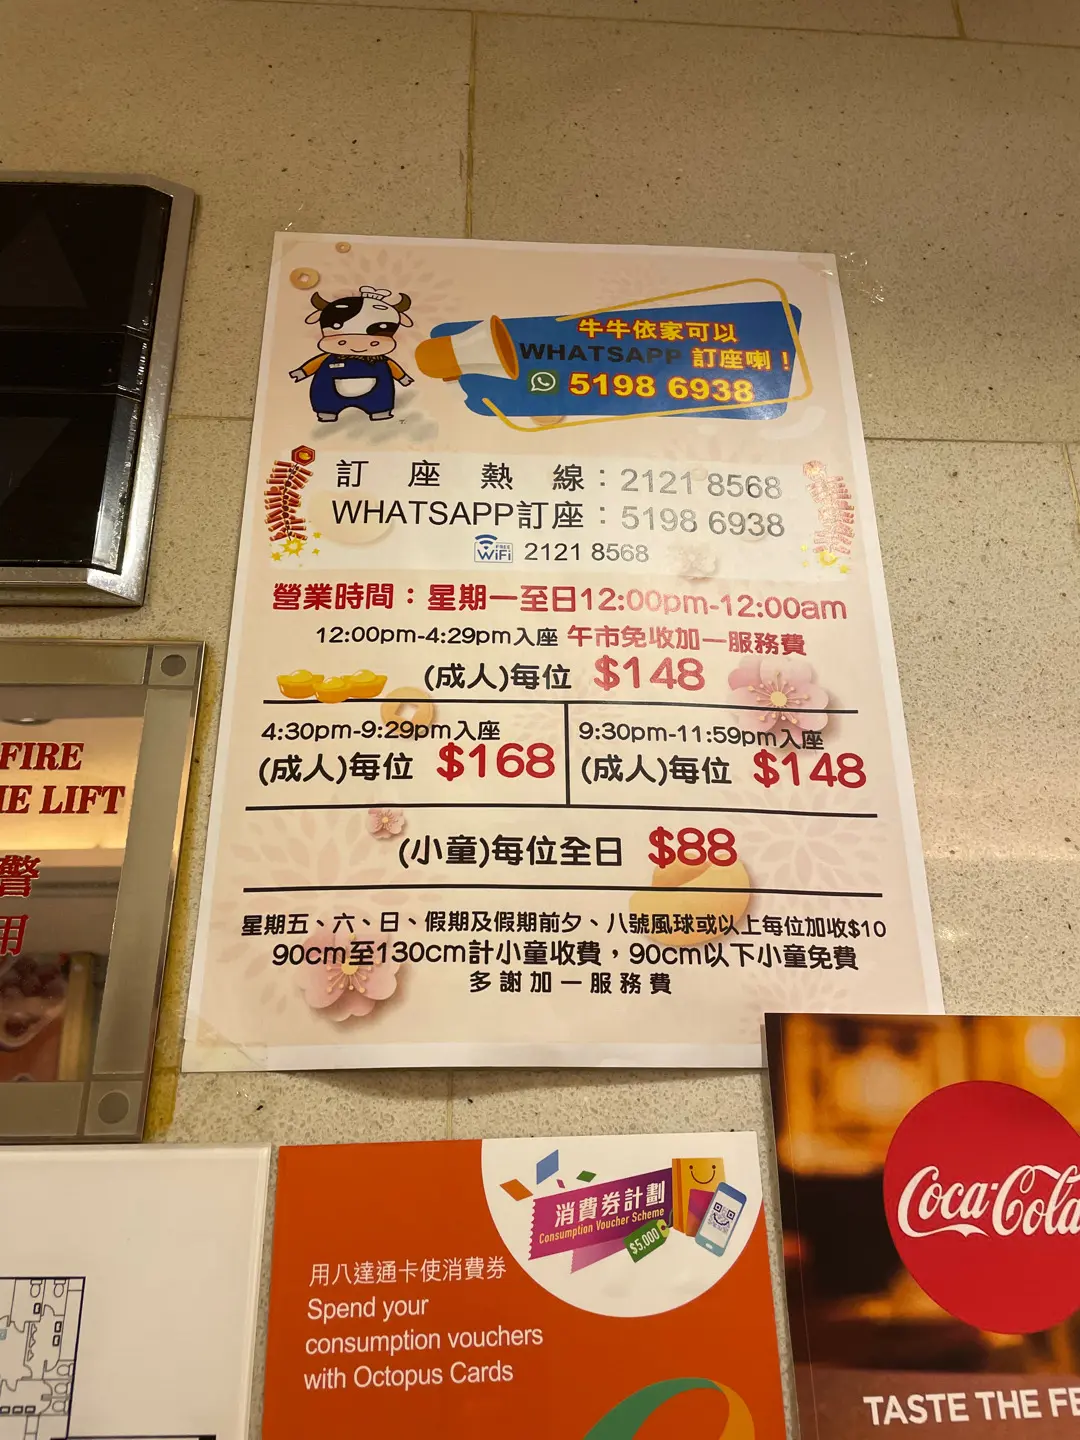 牛牛依家可以
WHATSAPP 訂座喇！
5198 6938
訂座熱線：2121 8568
WHATSAPP訂座：5198 6938
FREE WiFi 2121 8568
營業時間：星期一至日12:00pm-12:00am
12:00pm-4:29pm入座 午市免收加一服務費
(成人)每位 $148
4:30pm-9:29pm入座
(成人)每位 $168
9:30pm-11:59pm入座
(成人)每位 $148
(小童)每位全日 $88
星期五、六、日、假期及假期前夕、八號風球或以上每位加收$10
90cm至130cm計小童收費，90cm以下小童免費
多謝加一服務費
FIRE
HE LIFT
警
用
消費券計劃
Consumption Voucher Scheme
$5,000
用八達通卡使消費券
Spend your
consumption vouchers
with Octopus Cards
Coca-Cola
TASTE THE FE